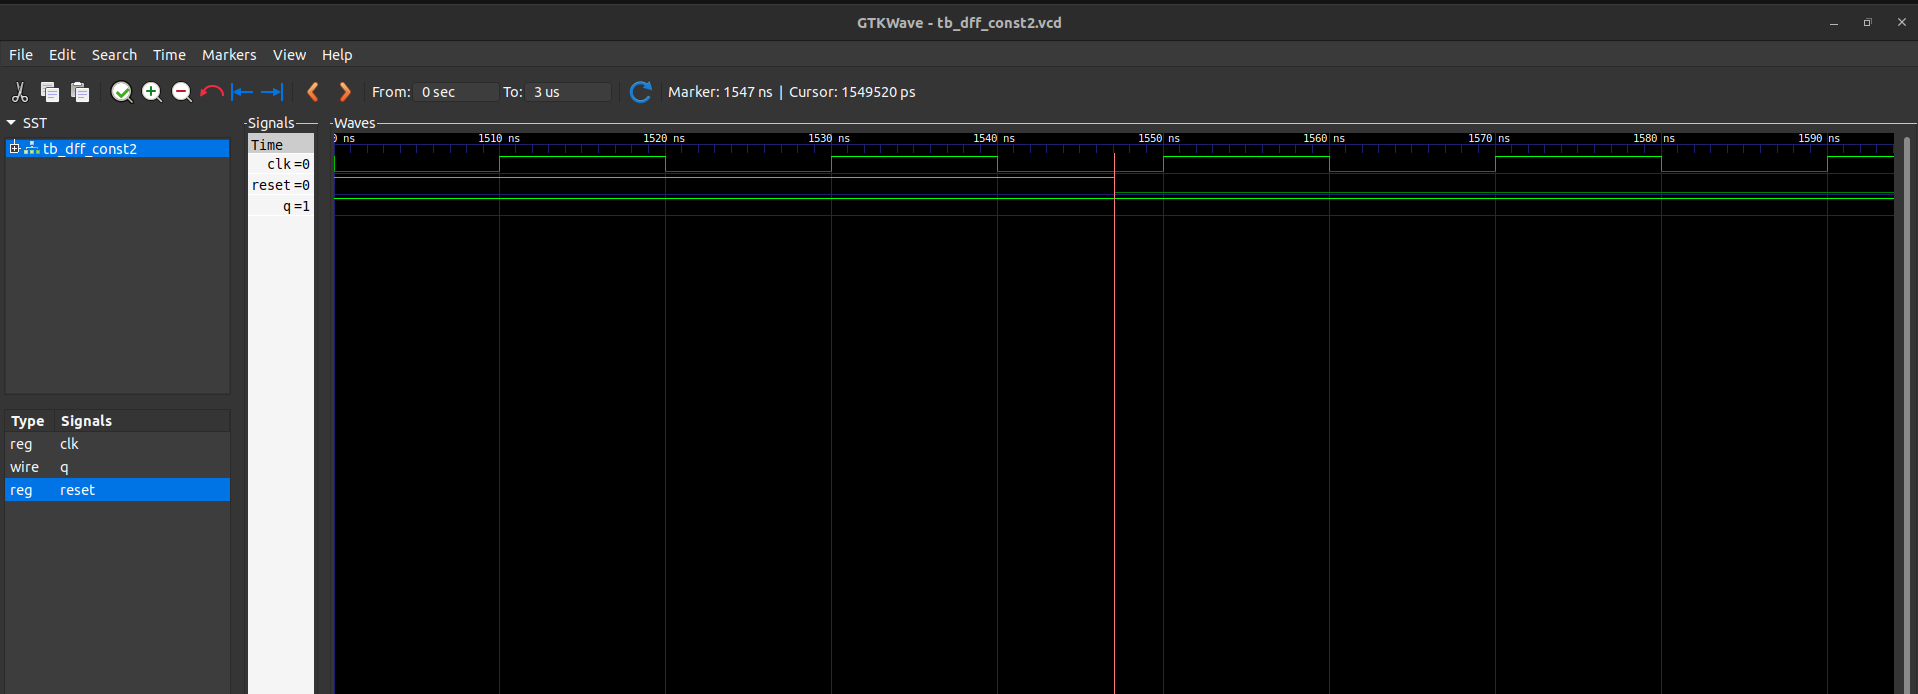 GTKWave - tb_dff_const2.vcd
File Edit Search Time Markers View Help
From: 0 sec To: 3 us Marker: 1547 ns | Cursor: 1549520 ps
SST
tb_dff_const2
Type Signals
reg clk
wire q
reg reset
Signals
Time
clk =0
reset =0
q =1
Waves
0 ns 1510 ns 1520 ns 1530 ns 1540 ns 1550 ns 1560 ns 1570 ns 1580 ns 1590 ns